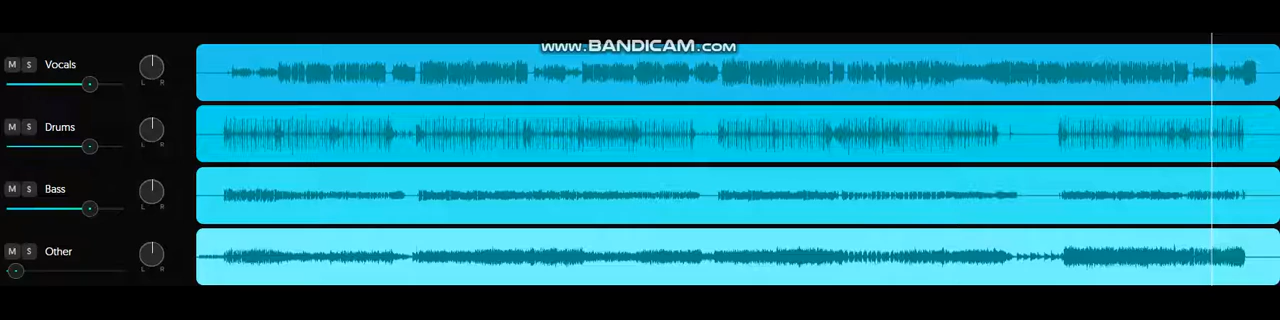 www.BANDICAM.com
M S Vocals
L R
M S Drums
L R
M S Bass
L R
M S Other
L R